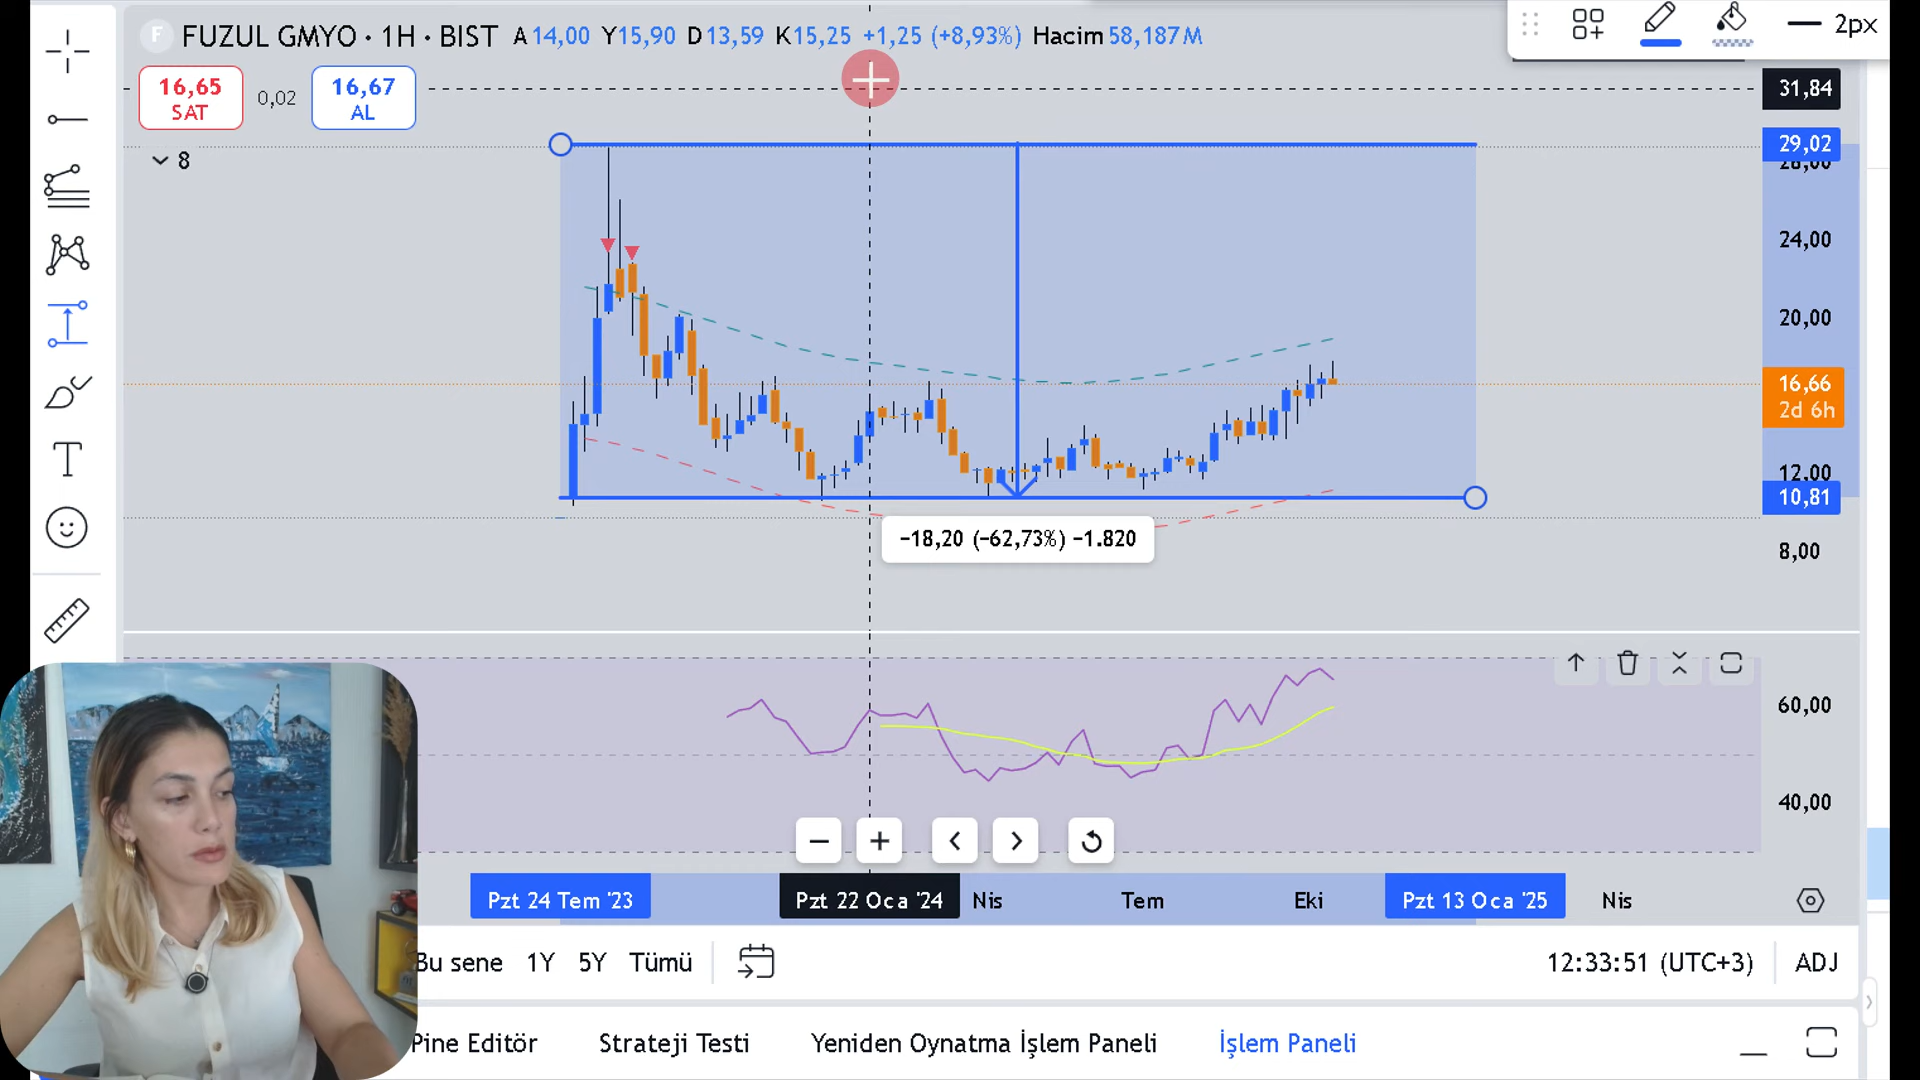 FUZUL GMYO · 1H · BIST A14,00 Y15,90 D13,59 K15,25 +1,25 (+8,93%) Hacim 58,187M
2px
16,65
SAT
0,02
16,67
AL
8
31,84
29,02
24,00
20,00
16,66
2d 6h
12,00
10,81
8,00
−18,20 (−62,73%) −1.820
60,00
40,00
Pzt 24 Tem '23
Pzt 22 Oca '24
Nis
Tem
Eki
Pzt 13 Oca '25
Nis
Bu sene 1Y 5Y Tümü
12:33:51 (UTC+3)
ADJ
Pine Editör
Strateji Testi
Yeniden Oynatma İşlem Paneli
İşlem Paneli